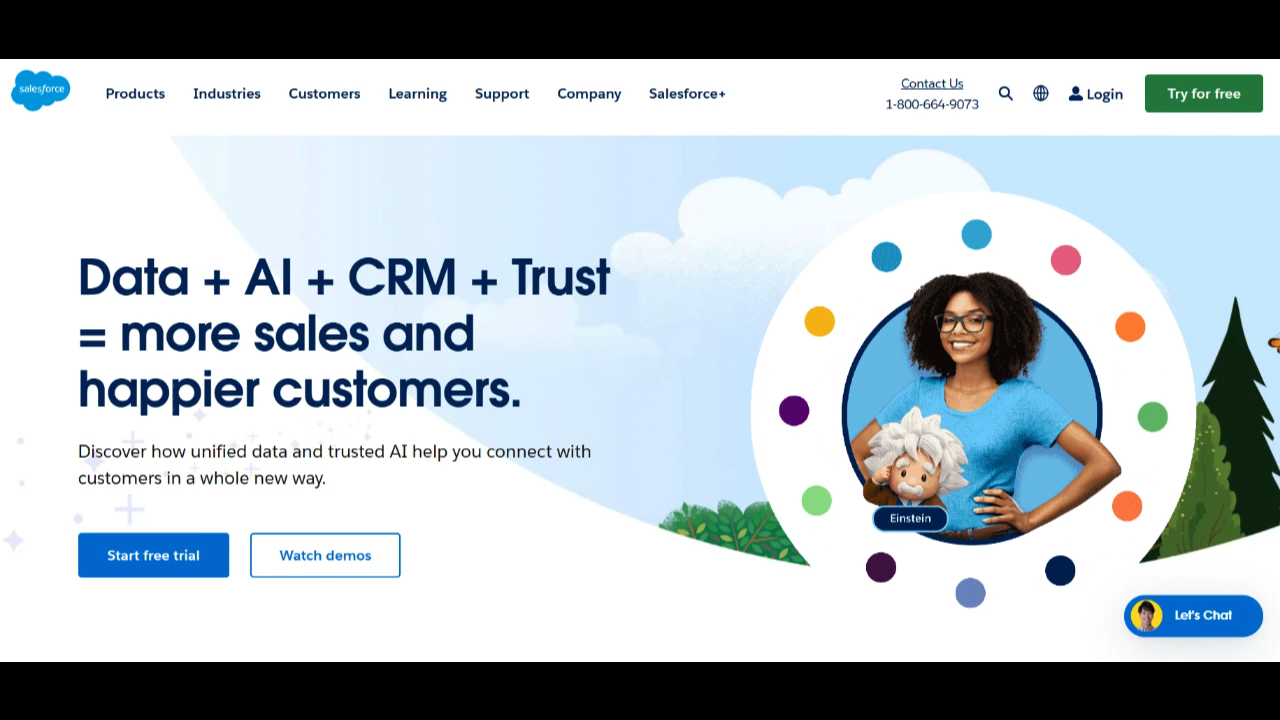 salesforce
Products
Industries
Customers
Learning
Support
Company
Salesforce+
Contact Us
1-800-664-9073
Login
Try for free
Data + AI + CRM + Trust
= more sales and
happier customers.
Discover how unified data and trusted AI help you connect with
customers in a whole new way.
Start free trial
Watch demos
Einstein
Let's Chat